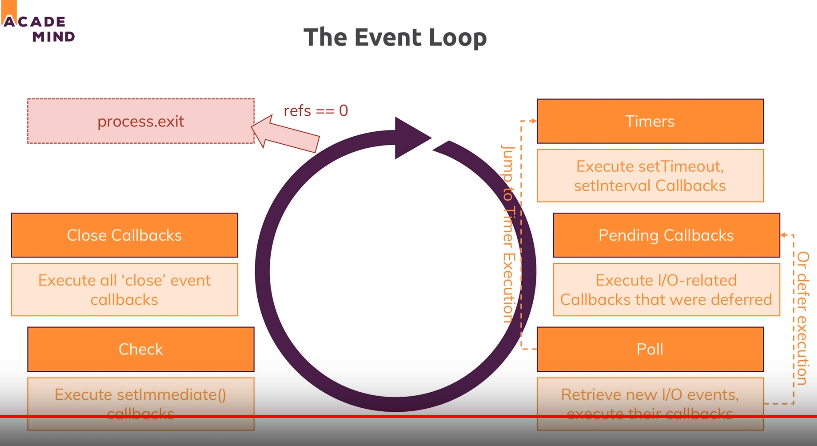 ACADE
MIND
The Event Loop
process.exit
refs == 0
Timers
Execute setTimeout,
setInterval Callbacks
Jump to Timer Execution
Close Callbacks
Execute all ‘close’ event
callbacks
Pending Callbacks
Execute I/O-related
Callbacks that were deferred
Or defer execution
Check
Execute setImmediate()
callbacks
Poll
Retrieve new I/O events,
execute their callbacks